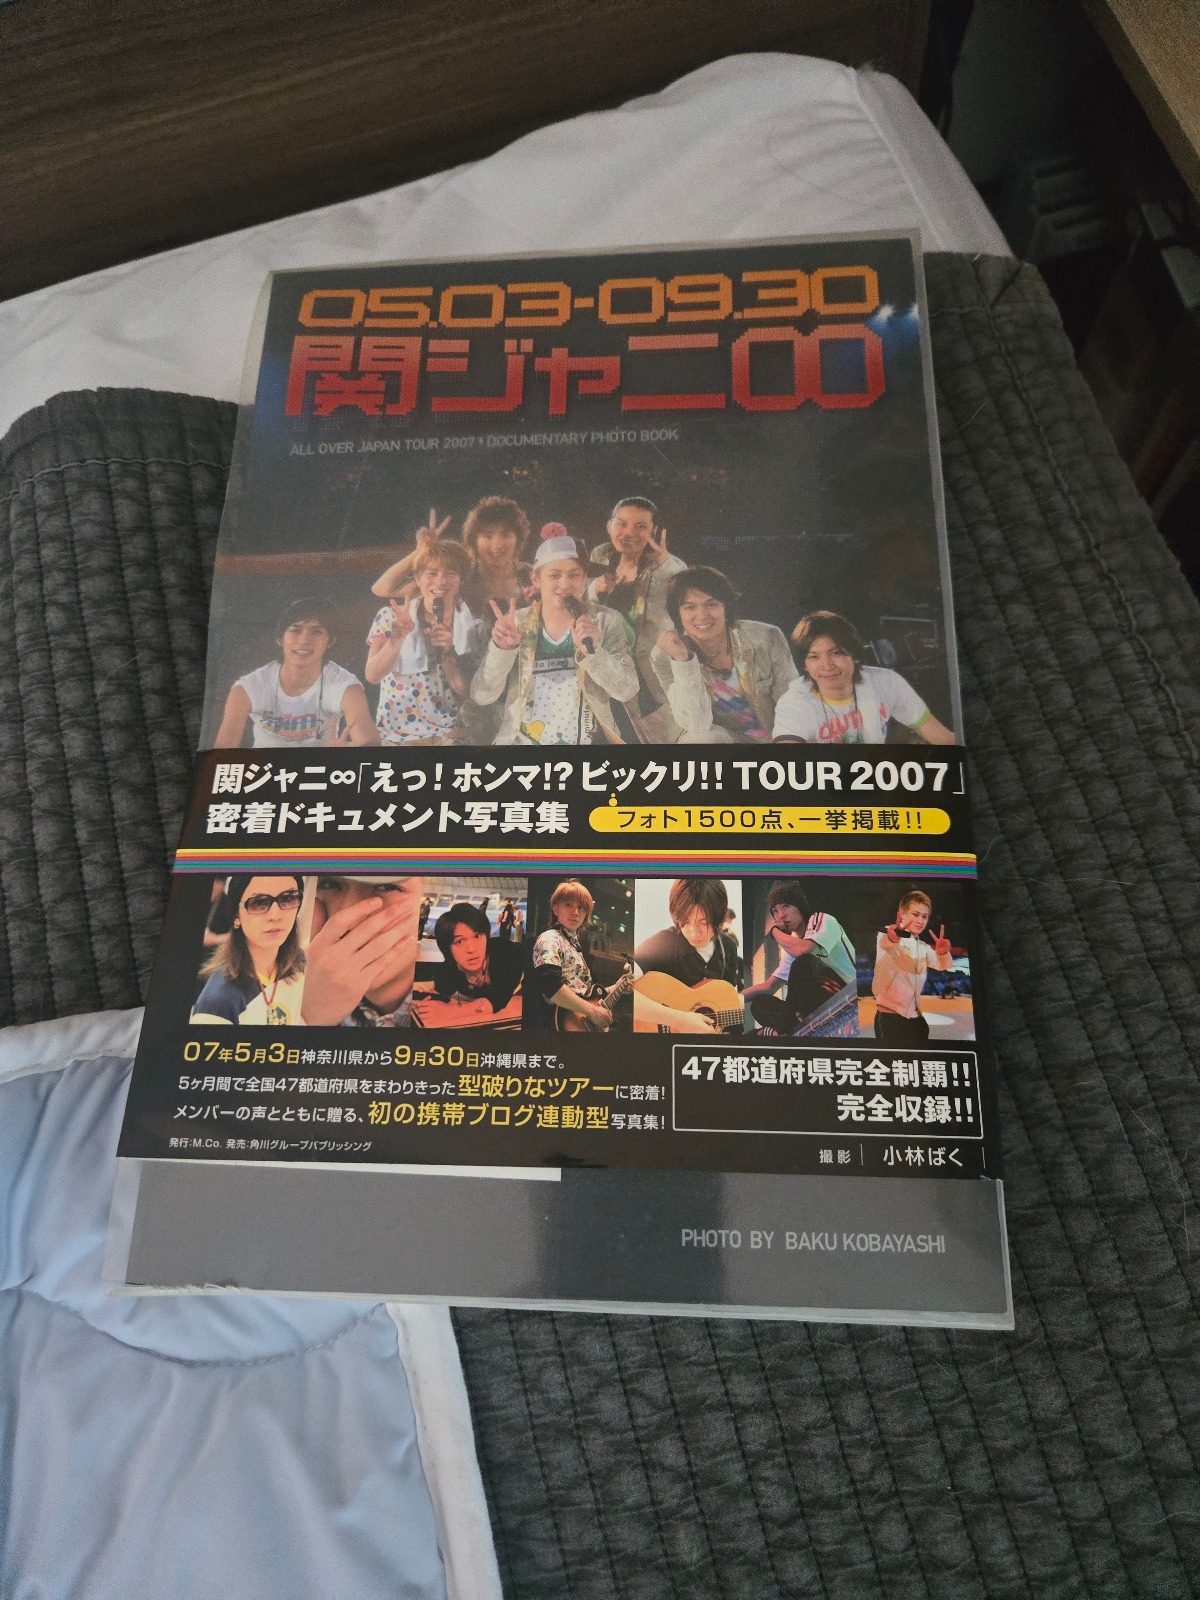 05.03-09.30
関ジャニ∞
ALL OVER JAPAN TOUR 2007 DOCUMENTARY PHOTO BOOK
関ジャニ∞「えっ! ホンマ!? ビックリ!! TOUR 2007」
密着ドキュメント写真集 フォト1500点、一挙掲載!!
07年5月3日神奈川県から9月30日沖縄県まで。
5ヶ月間で全国47都道府県をまわりきった型破りなツアーに密着!
メンバーの声とともに贈る、初の携帯ブログ連動型写真集!
47都道府県完全制覇!!
完全収録!!
発行:M.Co. 発売:角川グループパブリッシング
撮影 小林ばく
PHOTO BY BAKU KOBAYASHI